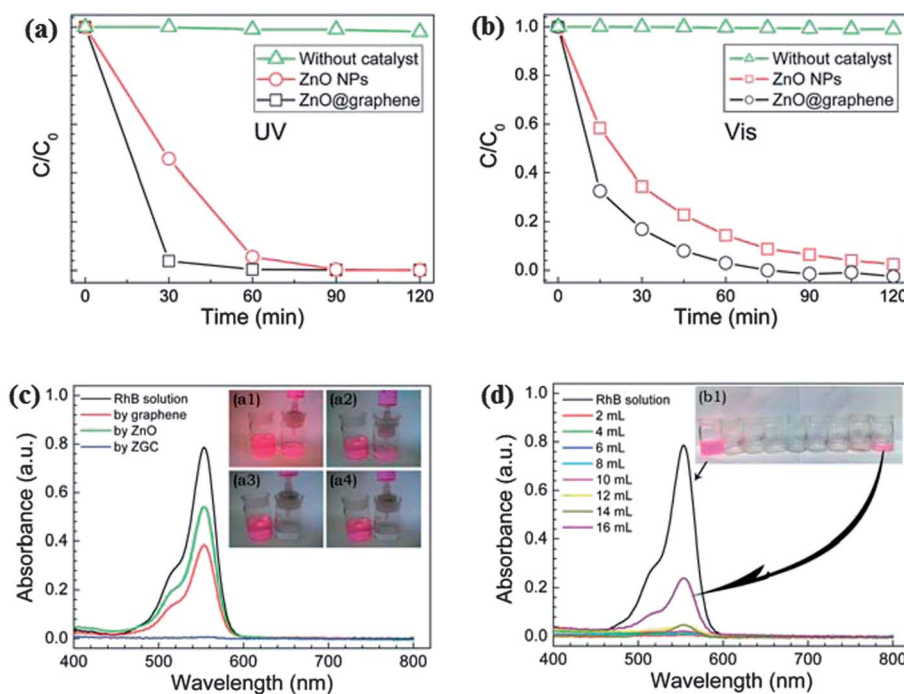 (a)
Without catalyst
ZnO NPs
ZnO@graphene
UV
C/C0
0 30 60 90 120
Time (min)
(b)
1.0
0.8
0.6
0.4
0.2
0.0
Without catalyst
ZnO NPs
ZnO@graphene
Vis
C/C0
0 30 60 90 120
Time (min)
(c)
1.0
0.8
0.6
0.4
0.2
0.0
RhB solution
by graphene
by ZnO
by ZGC
(a1) (a2)
(a3) (a4)
Absorbance (a.u.)
400 500 600 700 800
Wavelength (nm)
(d)
1.0
0.8
0.6
0.4
0.2
0.0
RhB solution
2 mL
4 mL
6 mL
8 mL
10 mL
12 mL
14 mL
16 mL
(b1)
Absorbance (a.u.)
400 500 600 700 800
Wavelength (nm)